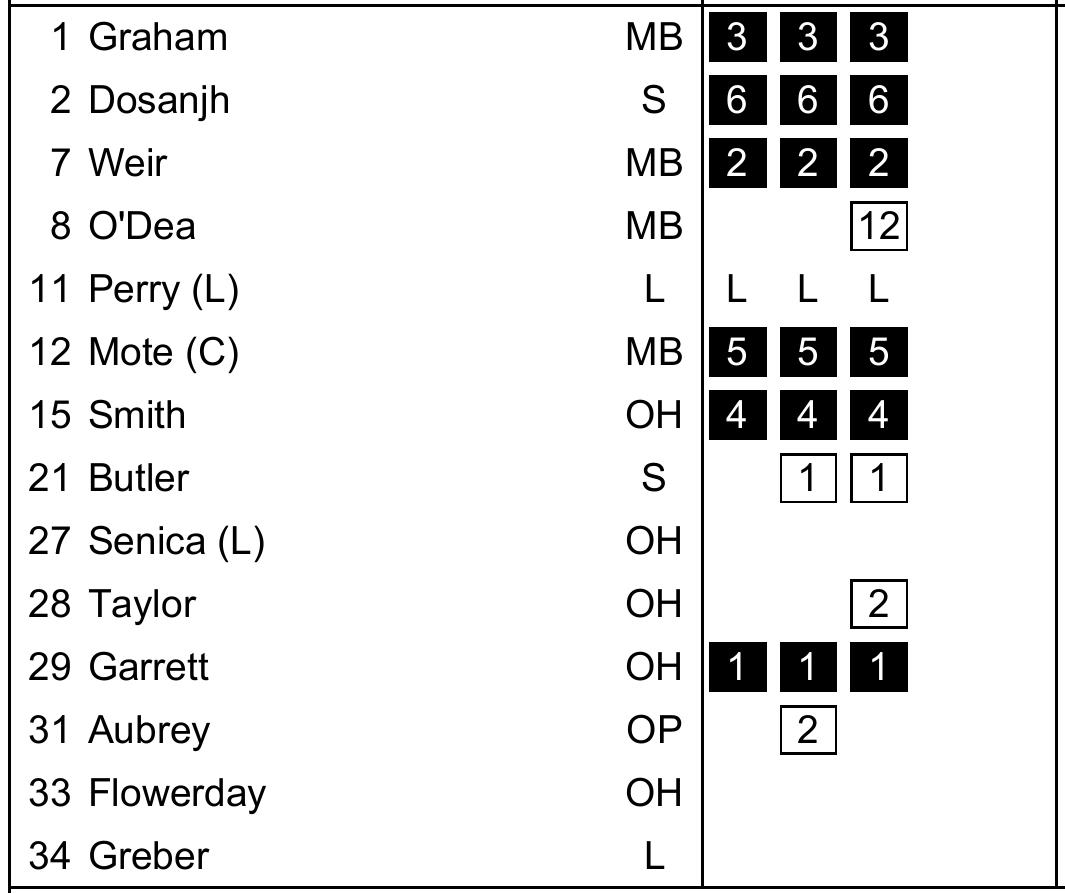 1 Graham MB 3 3 3
2 Dosanjh S 6 6 6
7 Weir MB 2 2 2
8 O'Dea MB 12
11 Perry (L) L L L L
12 Mote (C) MB 5 5 5
15 Smith OH 4 4 4
21 Butler S 1 1
27 Senica (L) OH
28 Taylor OH 2
29 Garrett OH 1 1 1
31 Aubrey OP 2
33 Flowerday OH
34 Greber L